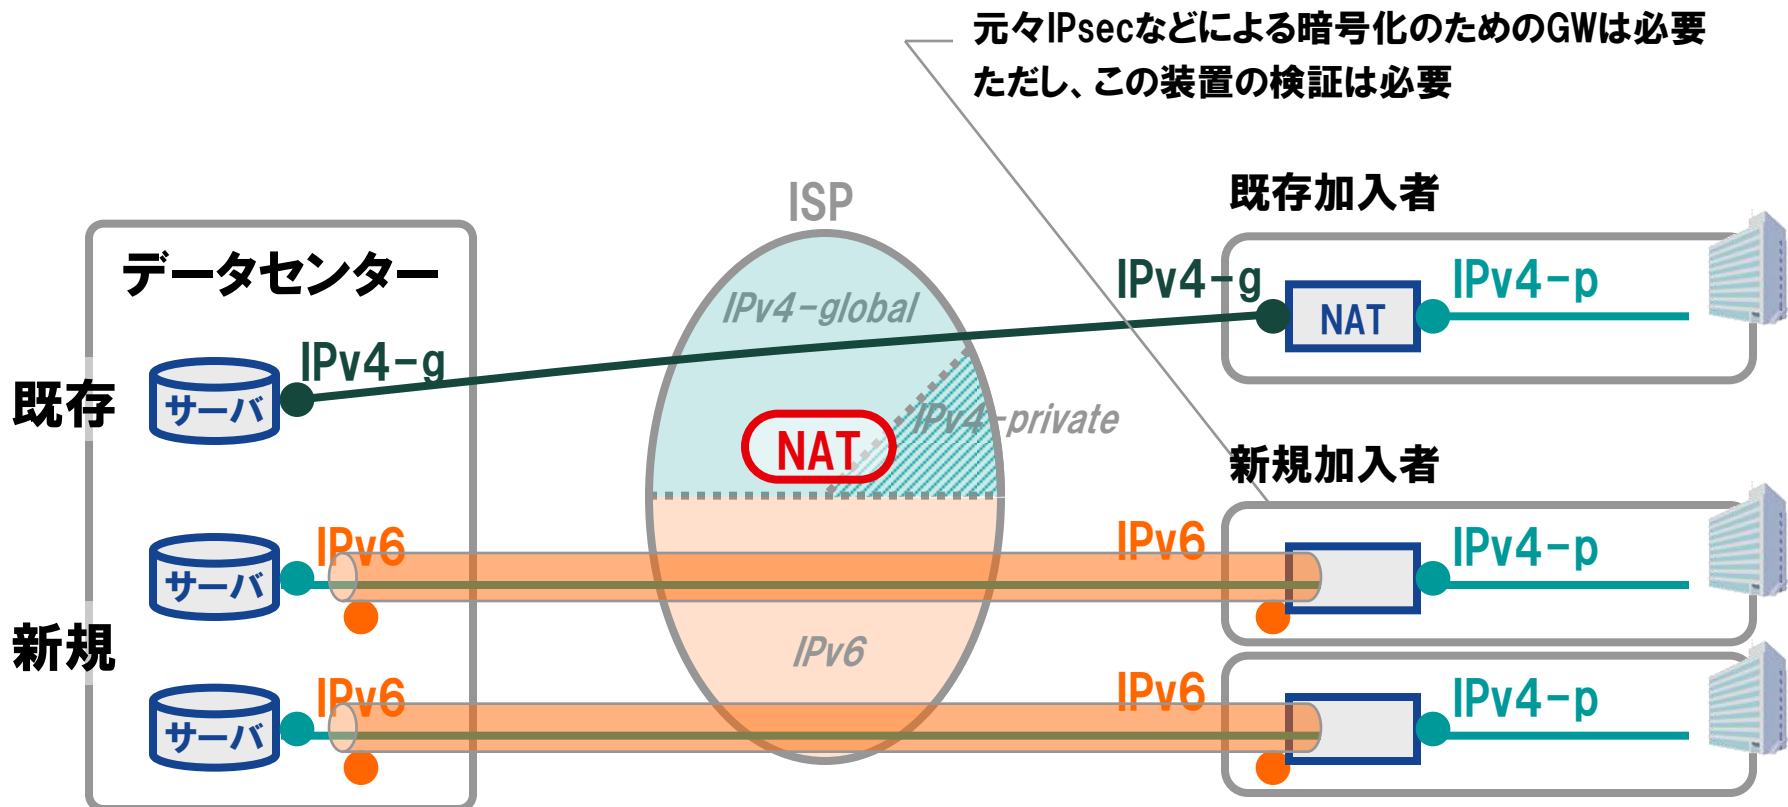 元々IPsecなどによる暗号化のためのGWは必要
ただし、この装置の検証は必要
ISP
既存加入者
データセンター
IPv4-global
IPv4-g
NAT
IPv4-p
IPv4-g
既存
サーバ
IPv4-private
NAT
新規加入者
サーバ
IPv6
IPv6
IPv4-p
新規
IPv6
サーバ
IPv6
IPv6
IPv4-p